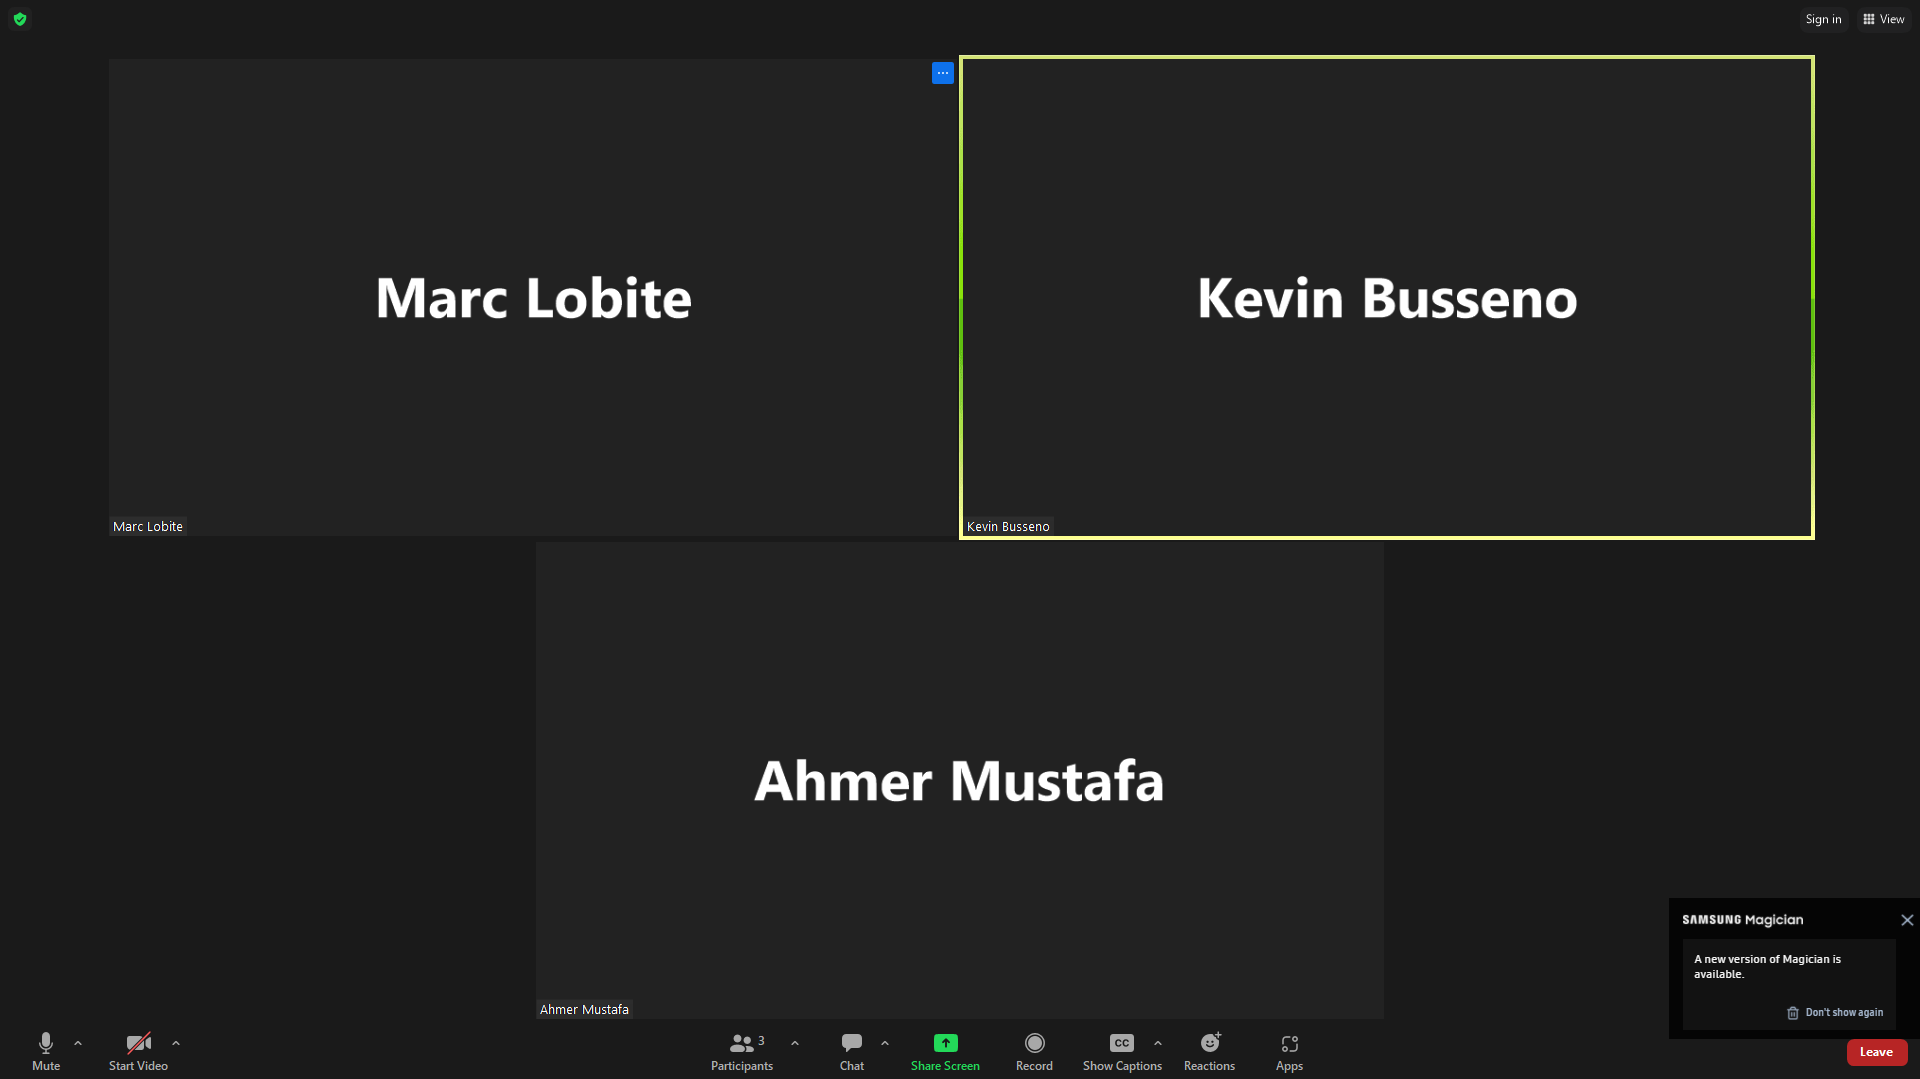 Sign in
View
Marc Lobite
Kevin Busseno
Marc Lobite
Kevin Busseno
Ahmer Mustafa
Ahmer Mustafa
SAMSUNG Magician
A new version of Magician is
available.
Don't show again
Mute
Start Video
3
Participants
Chat
Share Screen
Record
CC
Show Captions
Reactions
Apps
Leave